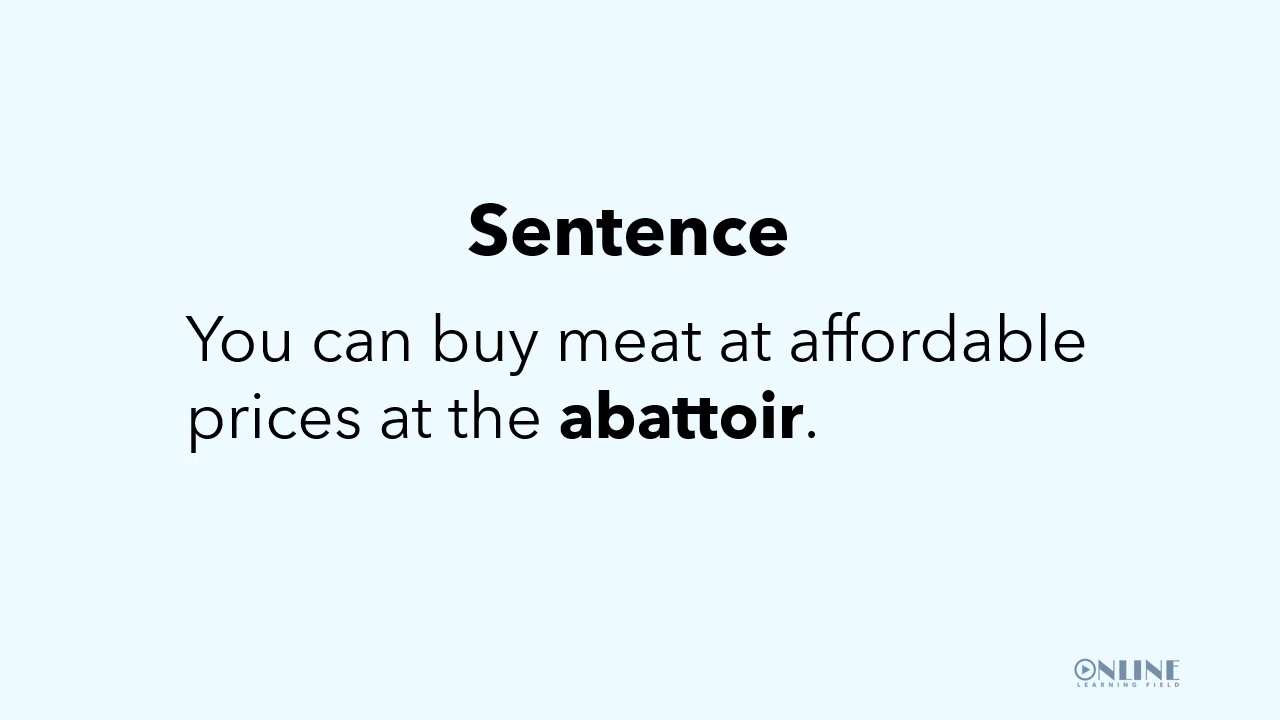 Sentence
You can buy meat at affordable
prices at the abattoir.
ONLINE
LEARNING FIELD